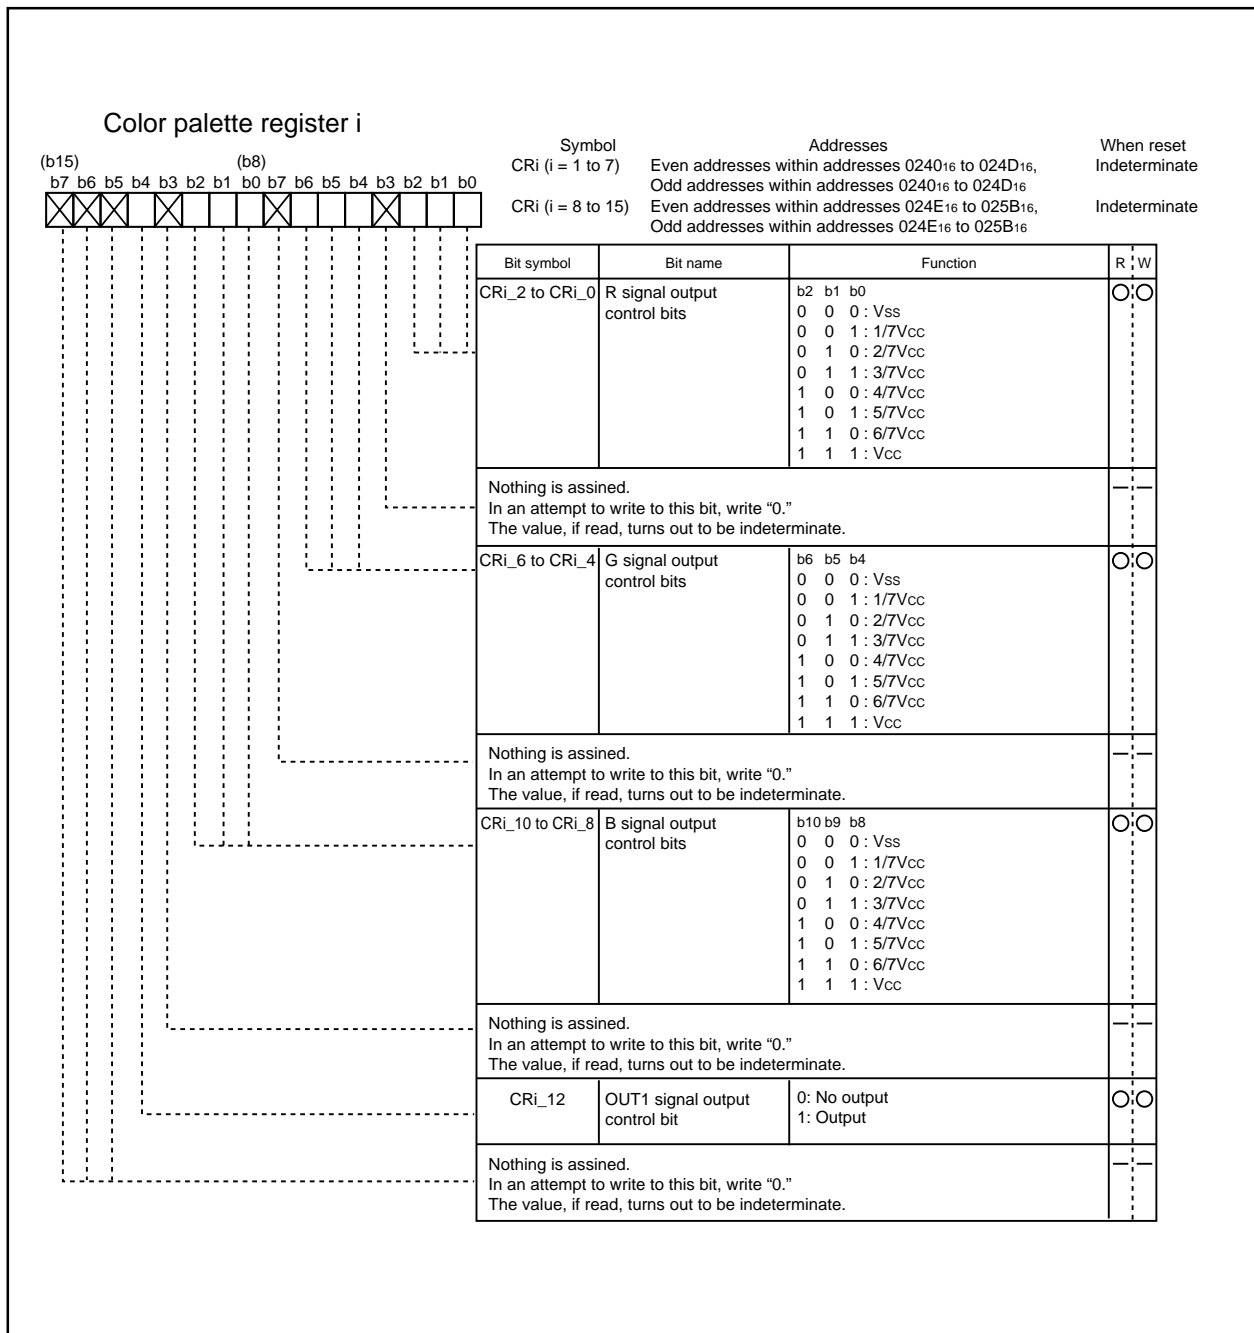 Color palette register i
Symbol Addresses When reset
CRi (i = 1 to 7) Even addresses within addresses 024016 to 024D16, Indeterminate
Odd addresses within addresses 024016 to 024D16
CRi (i = 8 to 15) Even addresses within addresses 024E16 to 025B16, Indeterminate
Odd addresses within addresses 024E16 to 025B16
(b15) (b8)
b7 b6 b5 b4 b3 b2 b1 b0 b7 b6 b5 b4 b3 b2 b1 b0
Bit symbol Bit name Function R W
CRi_2 to CRi_0 R signal output b2 b1 b0
control bits 0 0 0 : VSS
0 0 1 : 1/7VCC
0 1 0 : 2/7VCC
0 1 1 : 3/7VCC
1 0 0 : 4/7VCC
1 0 1 : 5/7VCC
1 1 0 : 6/7VCC
1 1 1 : VCC
Nothing is assined.
In an attempt to write to this bit, write “0.”
The value, if read, turns out to be indeterminate.
CRi_6 to CRi_4 G signal output b6 b5 b4
control bits 0 0 0 : VSS
0 0 1 : 1/7VCC
0 1 0 : 2/7VCC
0 1 1 : 3/7VCC
1 0 0 : 4/7VCC
1 0 1 : 5/7VCC
1 1 0 : 6/7VCC
1 1 1 : VCC
Nothing is assined.
In an attempt to write to this bit, write “0.”
The value, if read, turns out to be indeterminate.
CRi_10 to CRi_8 B signal output b10 b9 b8
control bits 0 0 0 : VSS
0 0 1 : 1/7VCC
0 1 0 : 2/7VCC
0 1 1 : 3/7VCC
1 0 0 : 4/7VCC
1 0 1 : 5/7VCC
1 1 0 : 6/7VCC
1 1 1 : VCC
Nothing is assined.
In an attempt to write to this bit, write “0.”
The value, if read, turns out to be indeterminate.
CRi_12 OUT1 signal output 0: No output
control bit 1: Output
Nothing is assined.
In an attempt to write to this bit, write “0.”
The value, if read, turns out to be indeterminate.